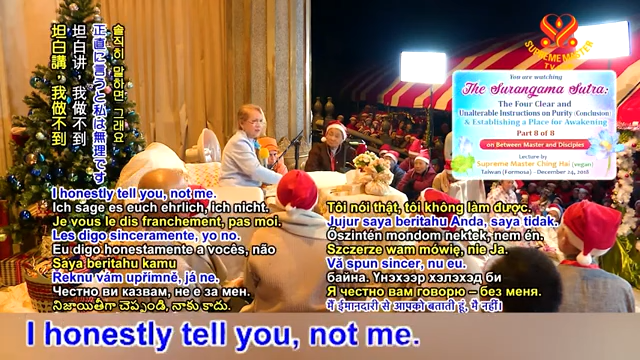 SUPREME MASTER
TV
You are watching
The Surangama Sutra:
The Four Clear and
Unalterable Instructions on Purity (Conclusion)
& Establishing a Place for Awakening
Part 8 of 8
on Between Master and Disciples
Lecture by
Supreme Master Ching Hai (vegan)
Taiwan (Formosa) - December 24, 2018
솔직히 말하면, 그래요
正直に言うと私は無理です
坦白讲，我做不到
坦白講，我做不到
I honestly tell you, not me.
Ich sage es euch ehrlich, ich nicht.
Je vous le dis franchement, pas moi.
Les digo sinceramente, yo no.
Eu digo honestamente a vocês, não
Saya beritahu kamu
Řeknu vám upřímně, já ne.
Честно ви казвам, не е за мен.
నిజాయితీగా చెప్పండి, నాకు కాదు.
Tôi nói thật, tôi không làm được.
Jujur saya beritahu Anda, saya tidak.
Őszintén mondom nektek, nem én.
Szczerze wam mówię, nie Ja.
Vă spun sincer, nu eu.
байна. Үнэхээр хэлэхэд би
Я честно вам говорю – без меня.
मैं ईमानदारी से आपको बताती हूं, मैं नहीं।
I honestly tell you, not me.